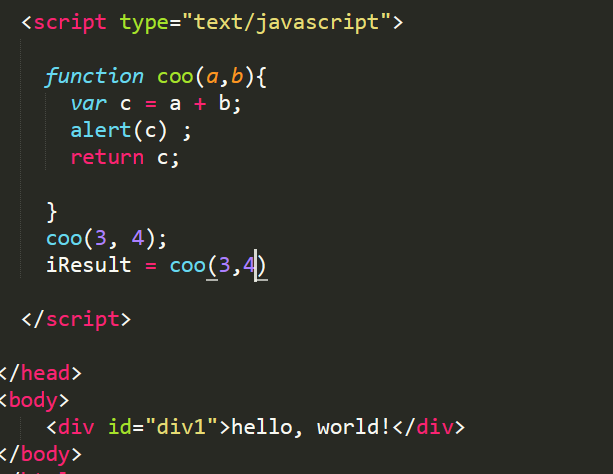 <script type="text/javascript">
function coo(a,b){
var c = a + b;
alert(c) ;
return c;
}
coo(3, 4);
iResult = coo(3,4)
</script>
</head>
<body>
<div id="div1">hello, world!</div>
</body>